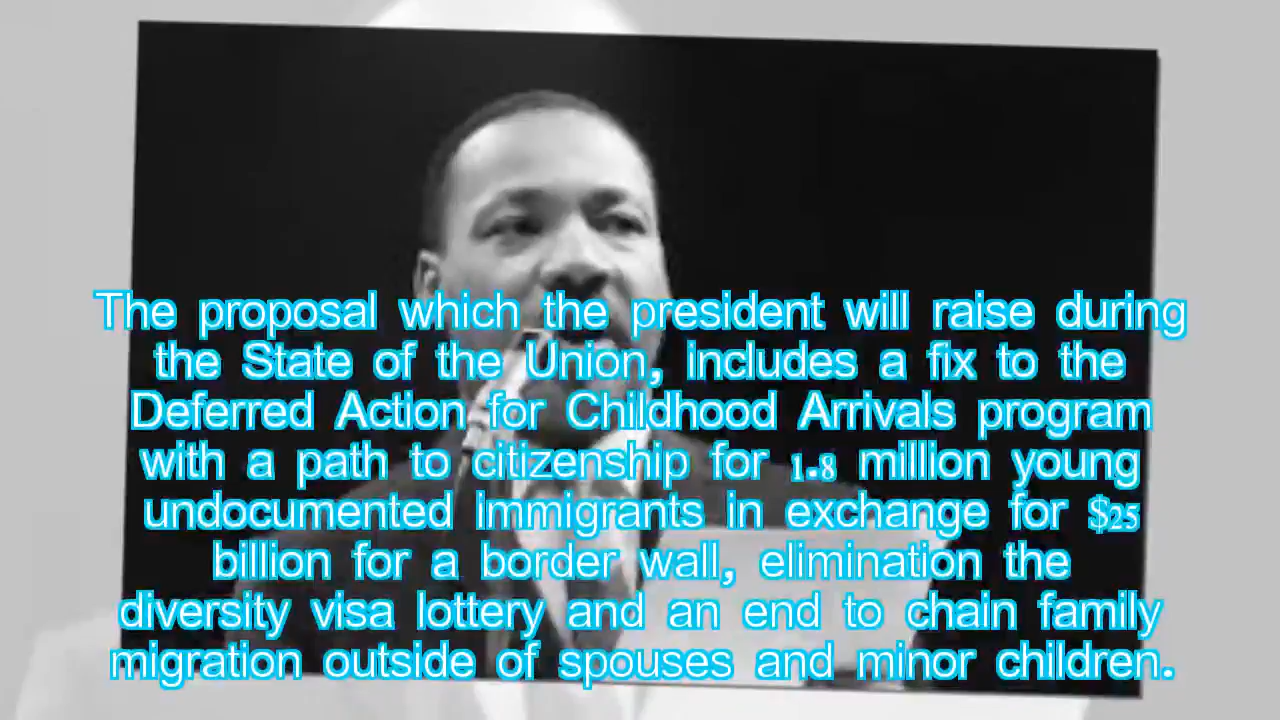 The proposal which the president will raise during
the State of the Union, includes a fix to the
Deferred Action for Childhood Arrivals program
with a path to citizenship for 1.8 million young
undocumented immigrants in exchange for $25
billion for a border wall, elimination the
diversity visa lottery and an end to chain family
migration outside of spouses and minor children.